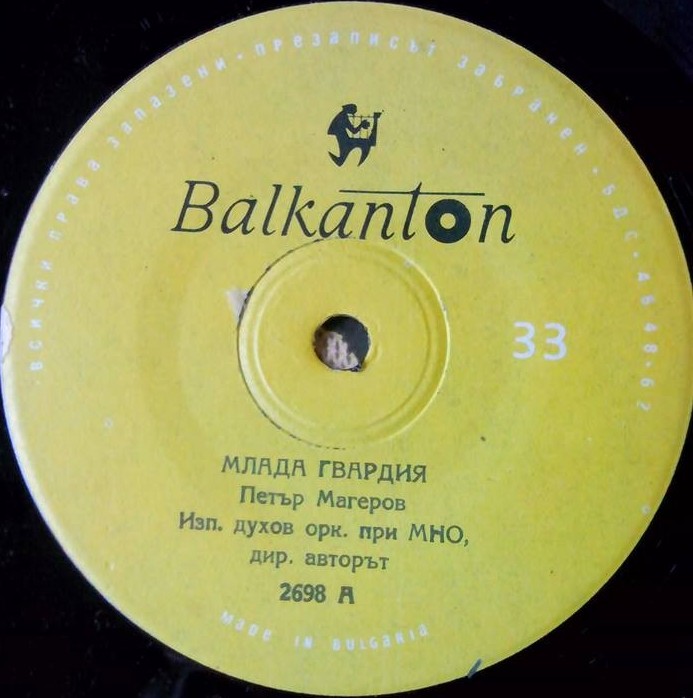 ВСИЧКИ ПРАВА ЗАПАЗЕНИ · ПРЕЗАПИСЪТ ЗАБРАНЕН · БДС · 4848-62
Balkanton
33
МЛАДА ГВАРДИЯ
Петър Магеров
Изп. духов орк. при МНО,
дир. авторът
2698 А
MADE IN BULGARIA